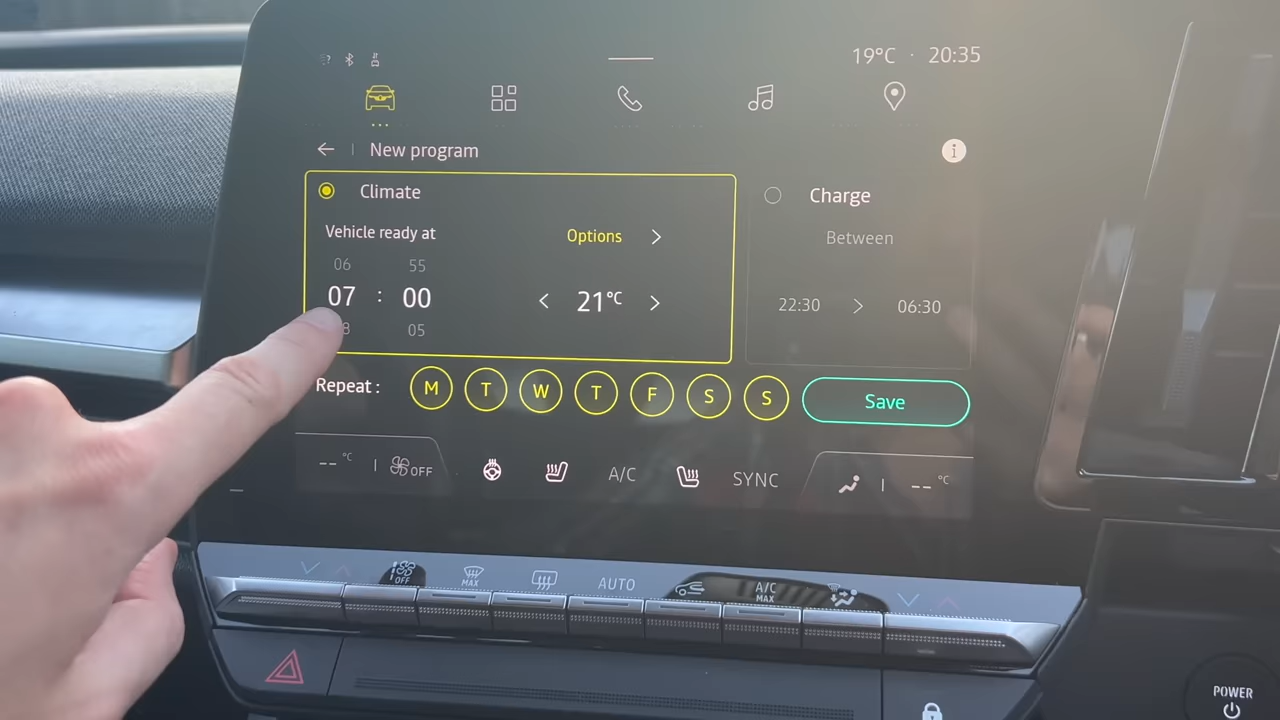 19°C · 20:35
New program
i
Climate
Charge
Vehicle ready at
Options
Between
06 55
07 : 00
21°C
22:30 > 06:30
8 05
Repeat :
M T W T F S S
Save
-- °C
OFF
A/C
SYNC
-- °C
OFF
MAX
AUTO
A/C
MAX
POWER